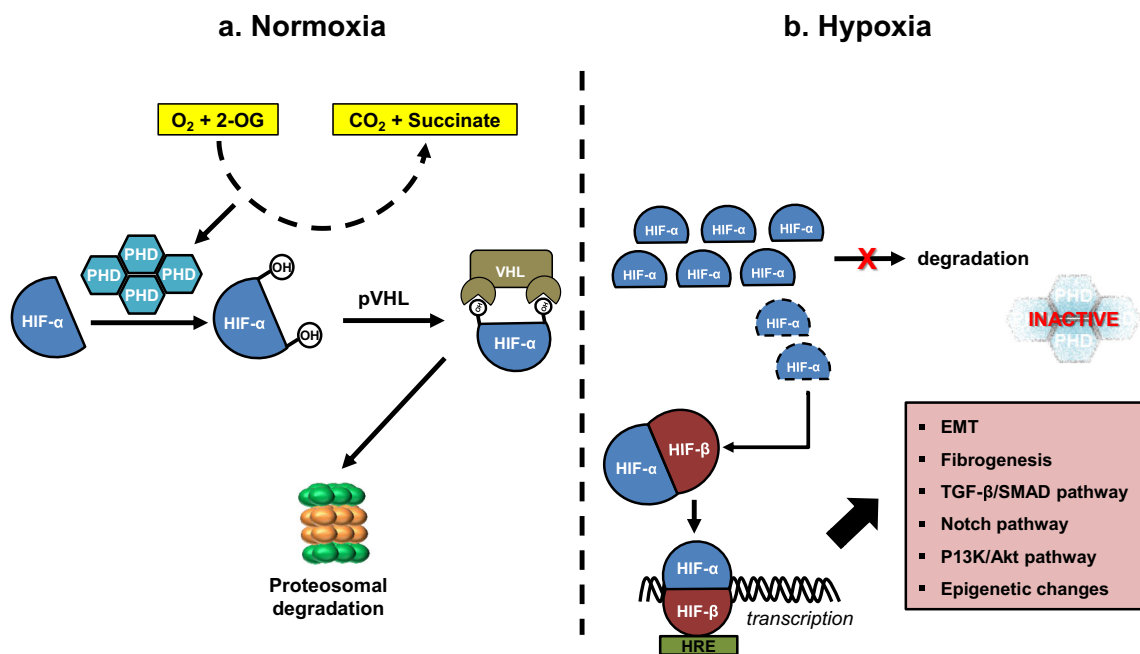 a. Normoxia
O₂ + 2-OG
CO₂ + Succinate
PHD
PHD
PHD
PHD
HIF-α
OH
HIF-α
OH
pVHL
VHL
OH
OH
HIF-α
Proteosomal
degradation
b. Hypoxia
HIF-α
HIF-α
HIF-α
HIF-α
HIF-α
HIF-α
X
degradation
HIF-α
HIF-α
PHD
INACTIVE
PHD
HIF-α
HIF-β
HIF-α
HIF-β
HRE
transcription
▪ EMT
▪ Fibrogenesis
▪ TGF-β/SMAD pathway
▪ Notch pathway
▪ P13K/Akt pathway
▪ Epigenetic changes